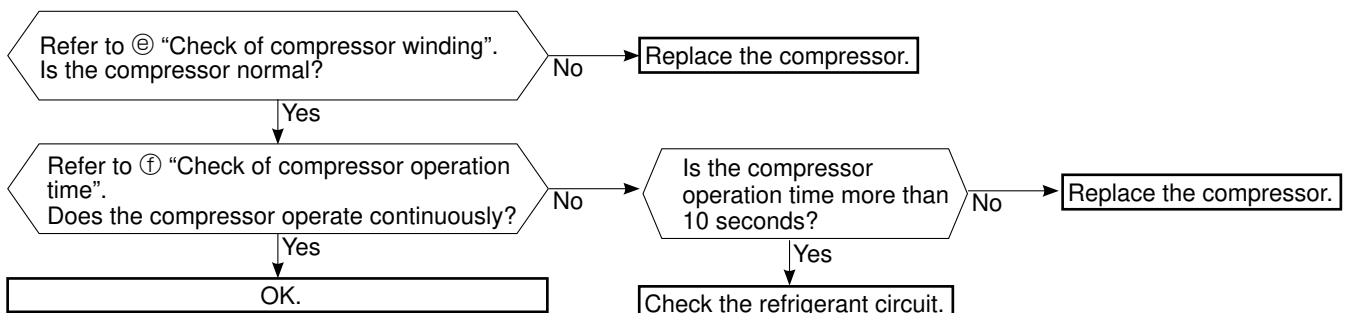 Refer to ⓔ “Check of compressor winding”.
Is the compressor normal?
No
Replace the compressor.
Yes
Refer to ⓕ “Check of compressor operation
time”.
Does the compressor operate continuously?
No
Is the compressor
operation time more than
10 seconds?
No
Replace the compressor.
Yes
OK.
Yes
Check the refrigerant circuit.